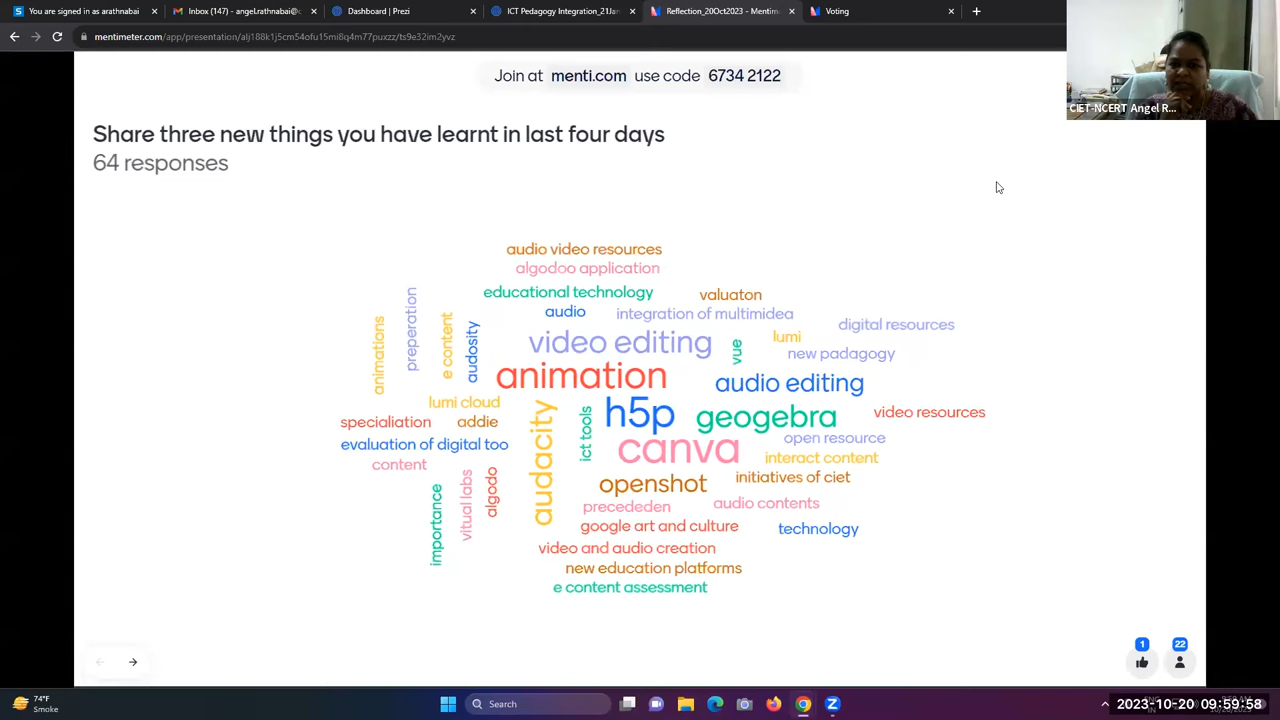 You are signed in as arathnabai
Inbox (147) - angel.rathnabai@c
Dashboard | Prezi
ICT Pedagogy Integration_21Jan
Reflection_20Oct2023 - Mentime
Voting
mentimeter.com/app/presentation/alj188k1j5cm54ofu15mi8q4m77puxzz/ts9e32im2yvz
Join at menti.com use code 6734 2122
CIET-NCERT Angel R...
Share three new things you have learnt in last four days
64 responses
audio video resources
algodoo application
educational technology
valuaton
audio
integration of multimidea
digital resources
preperation
animations
e content
audosity
video editing
vue
lumi
new padagogy
animation
audio editing
lumi cloud
h5p
geogebra
video resources
specialiation
addie
audacity
ict tools
canva
open resource
evaluation of digital too
interact content
content
openshot
initiatives of ciet
importance
vitual labs
algodo
precededen
audio contents
google art and culture
technology
video and audio creation
new education platforms
e content assessment
1
22
74°F
Smoke
Search
2023-10-20 09:59:58